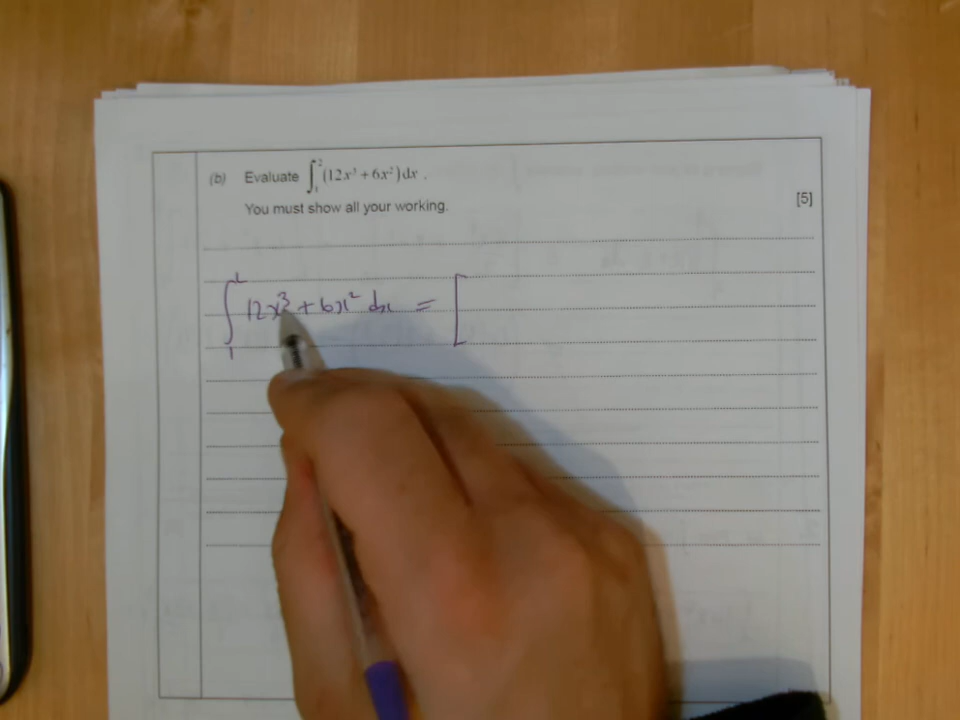 (b) Evaluate ∫₁² (12x³ + 6x²) dx .
You must show all your working.
[5]
∫₁² 12x³ + 6x² dx = [